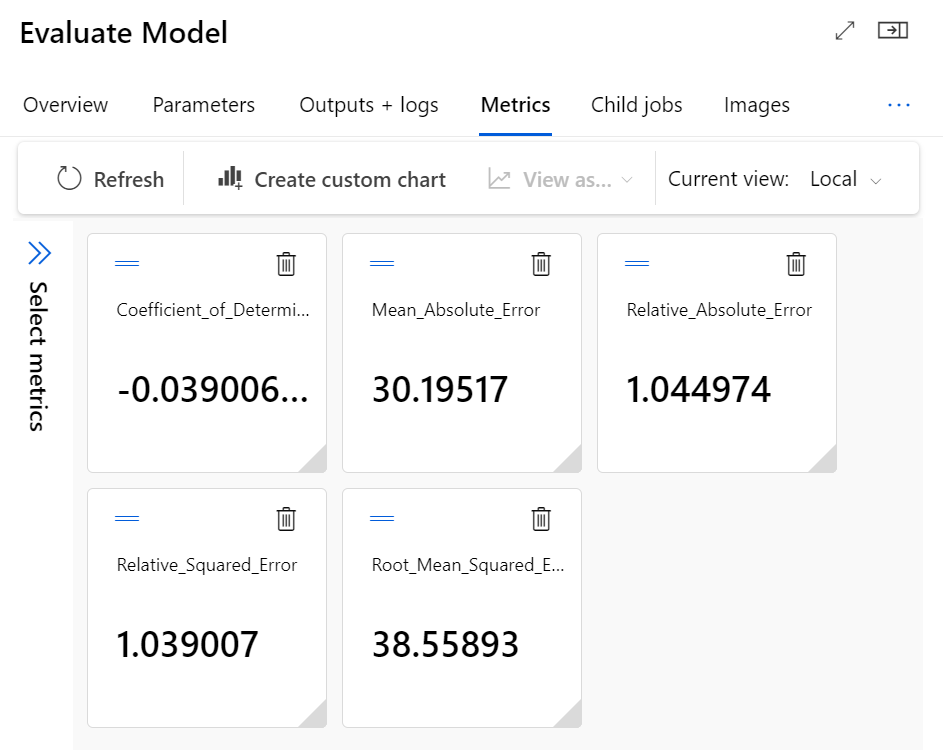 Evaluate Model
Overview Parameters Outputs + logs Metrics Child jobs Images ...
Refresh Create custom chart View as... Current view: Local
Select metrics
Coefficient_of_Determi... Mean_Absolute_Error Relative_Absolute_Error
-0.039006... 30.19517 1.044974
Relative_Squared_Error Root_Mean_Squared_E...
1.039007 38.55893